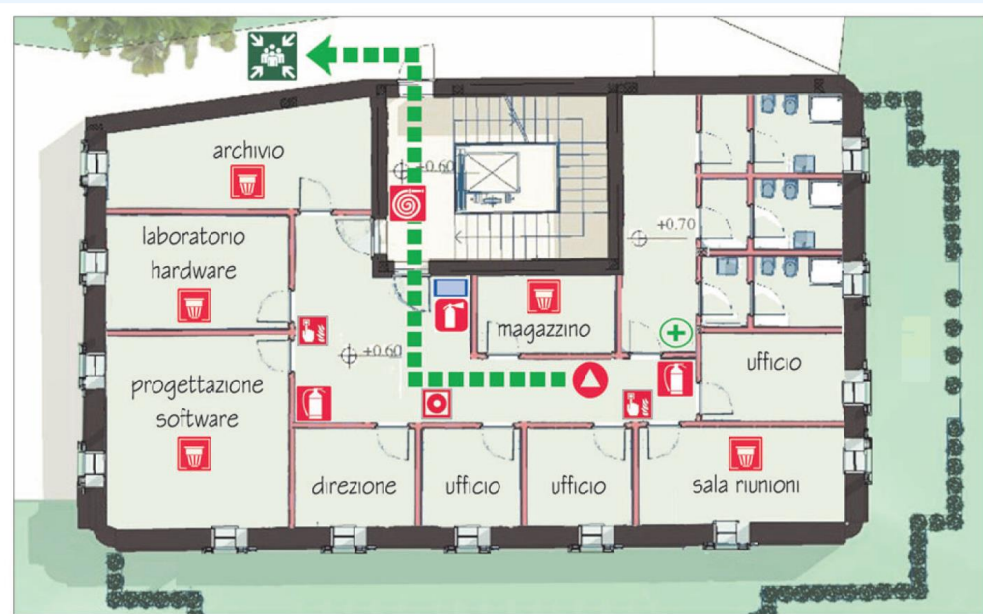 archivio
+0.60
laboratorio
hardware
+0.70
magazzino
+0.60
ufficio
progettazione
software
direzione
ufficio
ufficio
sala riunioni